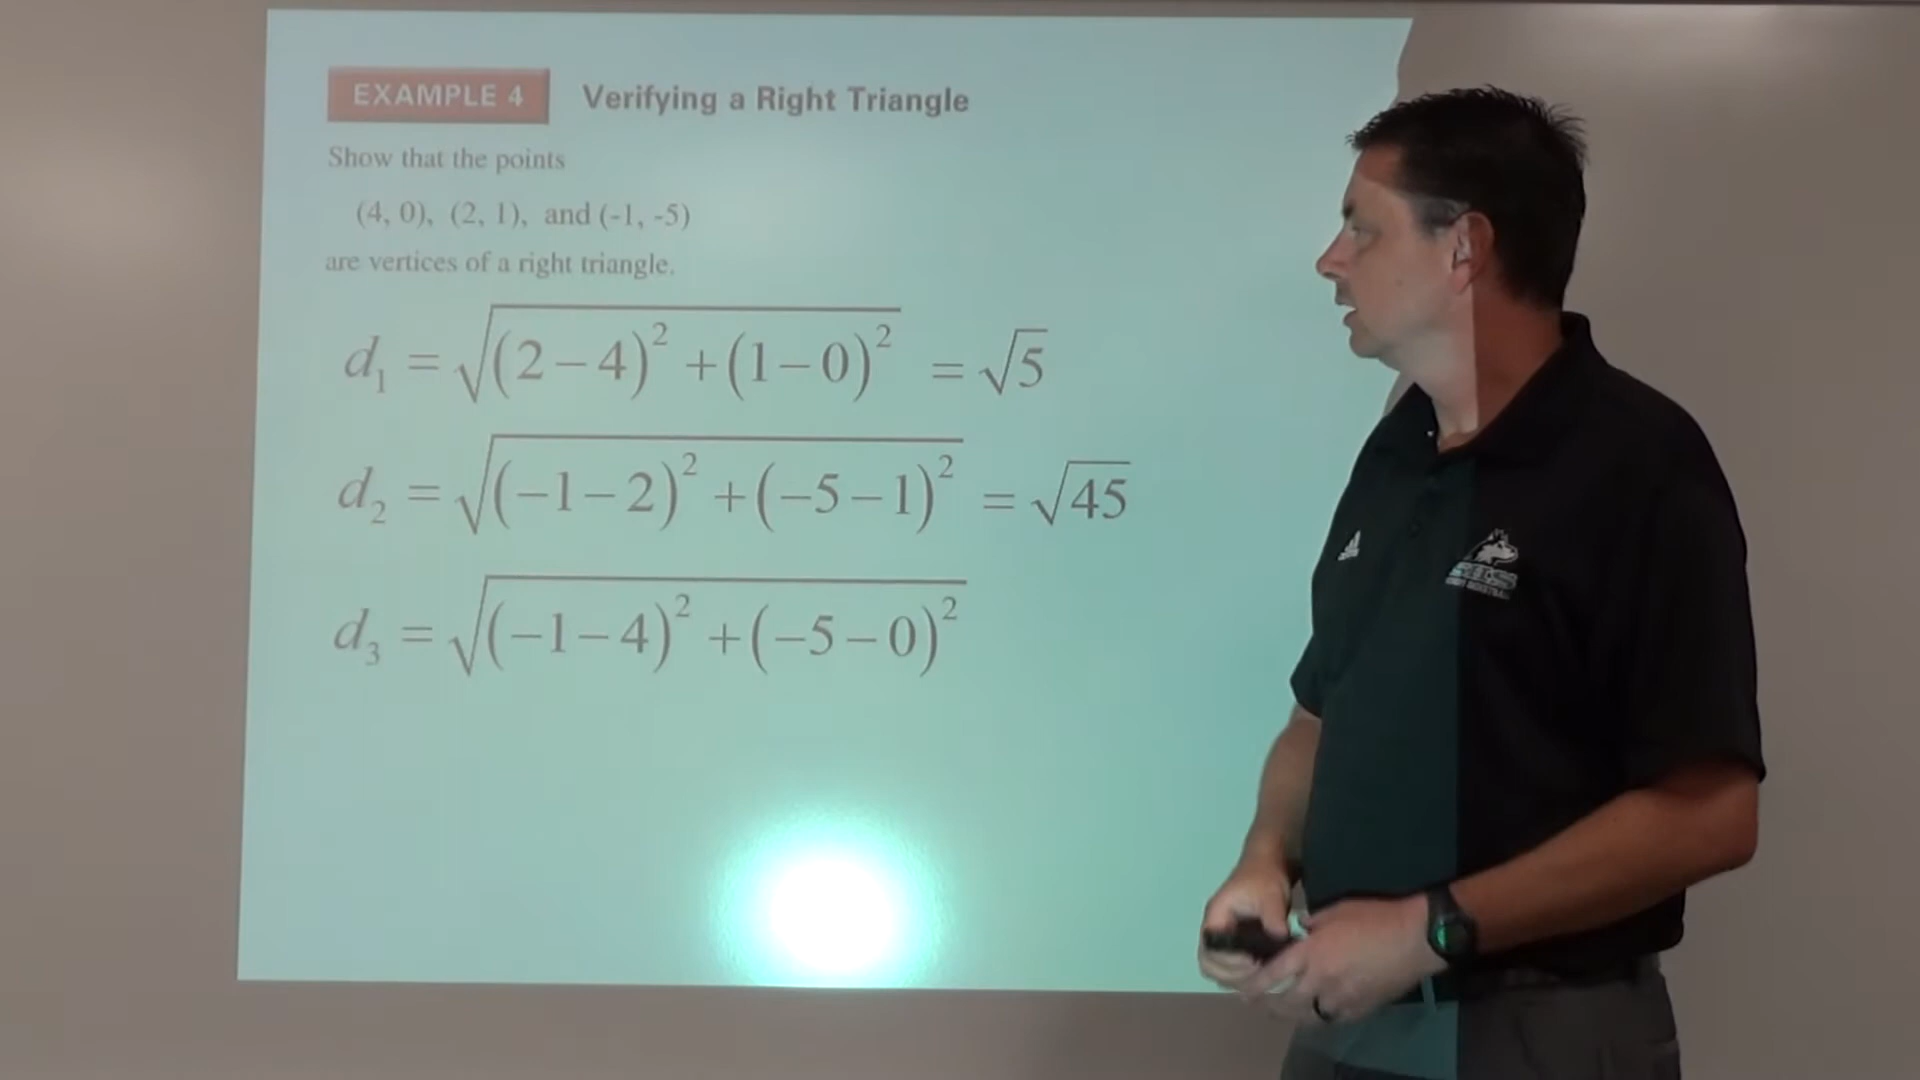 EXAMPLE 4 Verifying a Right Triangle
Show that the points
(4, 0), (2, 1), and (-1, -5)
are vertices of a right triangle.
d₁ = √((2 − 4)² + (1 − 0)²) = √5
d₂ = √((−1 − 2)² + (−5 − 1)²) = √45
d₃ = √((−1 − 4)² + (−5 − 0)²)